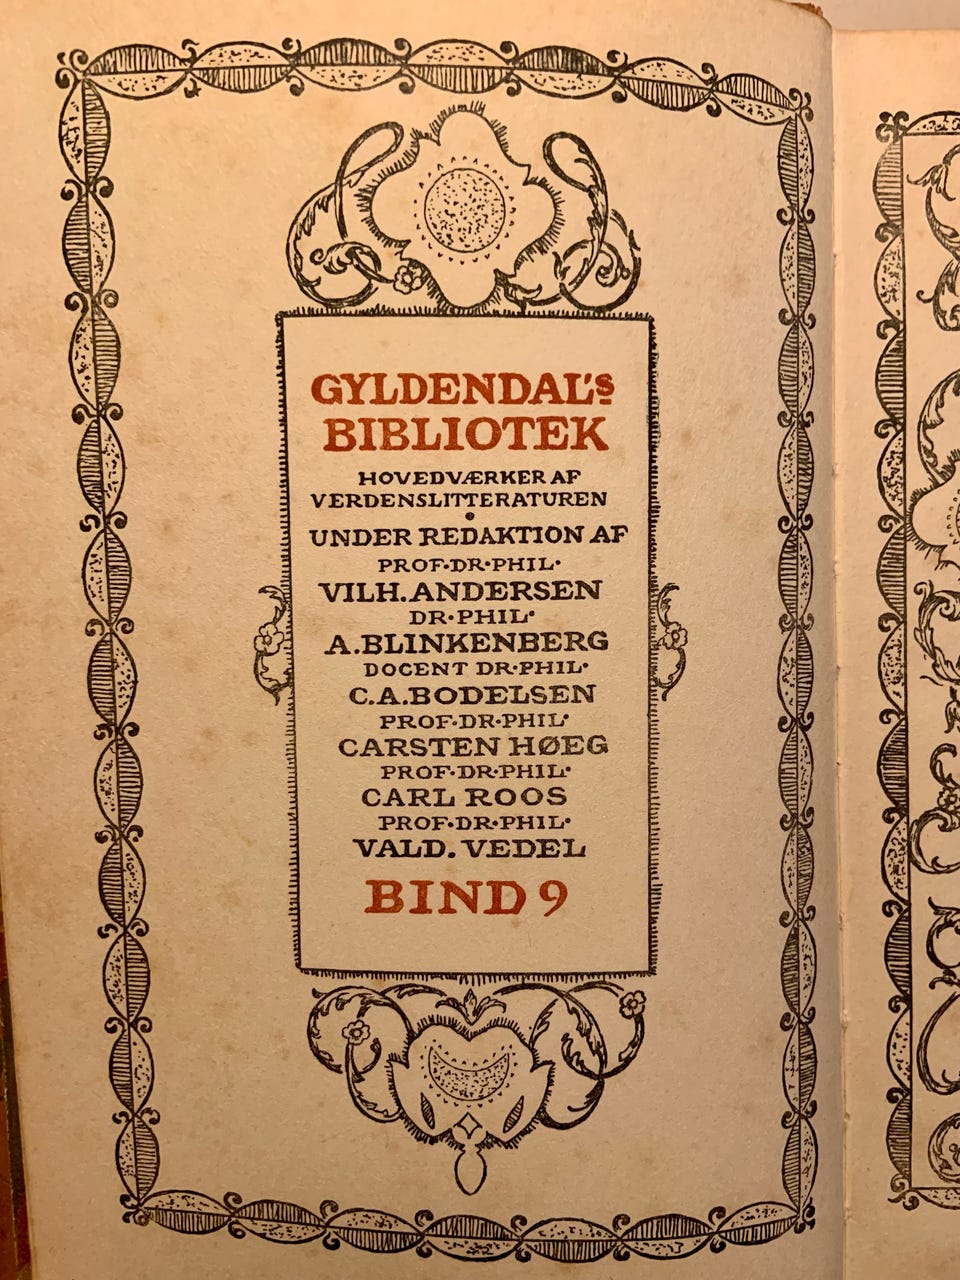 GYLDENDAL's
BIBLIOTEK
HOVEDVÆRKER AF
VERDENSLITTERATUREN
•
UNDER REDAKTION AF
PROF·DR·PHIL·
VILH. ANDERSEN
DR·PHIL·
A. BLINKENBERG
DOCENT DR·PHIL·
C.A. BODELSEN
PROF·DR·PHIL·
CARSTEN HØEG
PROF·DR·PHIL·
CARL ROOS
PROF·DR·PHIL·
VALD. VEDEL
BIND 9